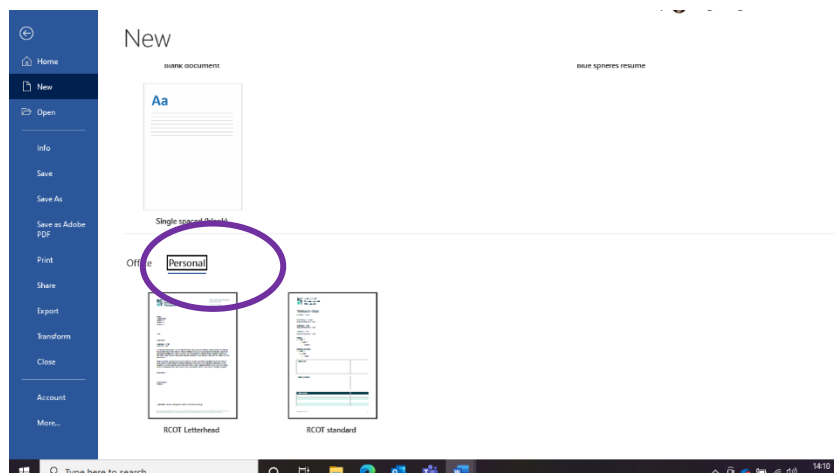 New
Home
New
Open
Info
Save
Save As
Save as Adobe
PDF
Print
Share
Export
Transform
Close
Account
More...
Blank document
Blue spheres resume
Aa
Single spaced (blank)
Office Personal
RCOT Letterhead
RCOT standard
Type here to search
14:10